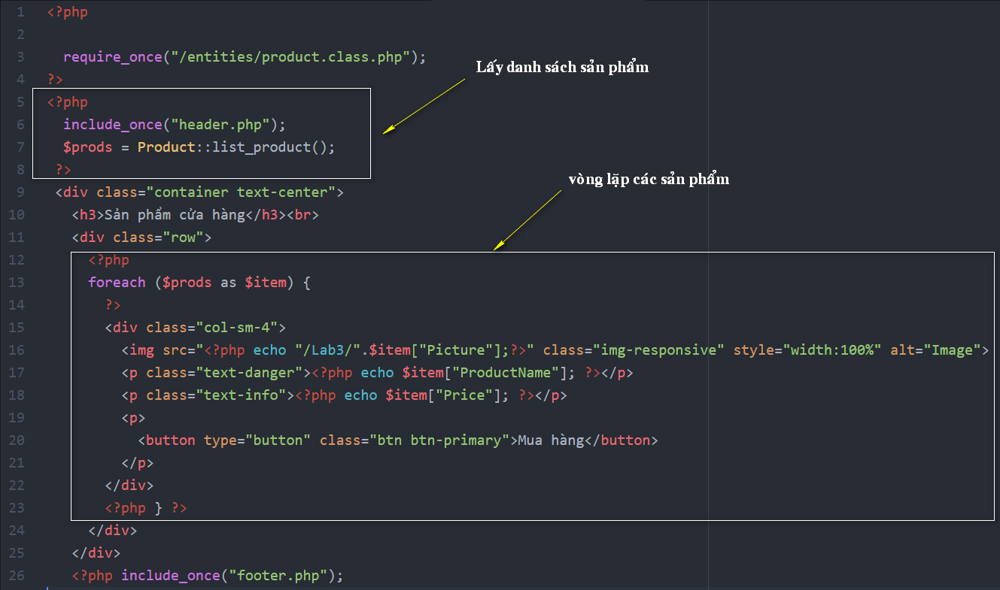 1 <?php
2
3 require_once("/entities/product.class.php");
Lấy danh sách sản phẩm
4 ?>
5 <?php
6 include_once("header.php");
7 $prods = Product::list_product();
8 ?>
vòng lặp các sản phẩm
9 <div class="container text-center">
10 <h3>Sản phẩm cửa hàng</h3><br>
11 <div class="row">
12 <?php
13 foreach ($prods as $item) {
14 ?>
15 <div class="col-sm-4">
16 <img src="<?php echo "/Lab3/".$item["Picture"];?>" class="img-responsive" style="width:100%" alt="Image">
17 <p class="text-danger"><?php echo $item["ProductName"]; ?></p>
18 <p class="text-info"><?php echo $item["Price"]; ?></p>
19 <p>
20 <button type="button" class="btn btn-primary">Mua hàng</button>
21 </p>
22 </div>
23 <?php } ?>
24 </div>
25 </div>
26 <?php include_once("footer.php");